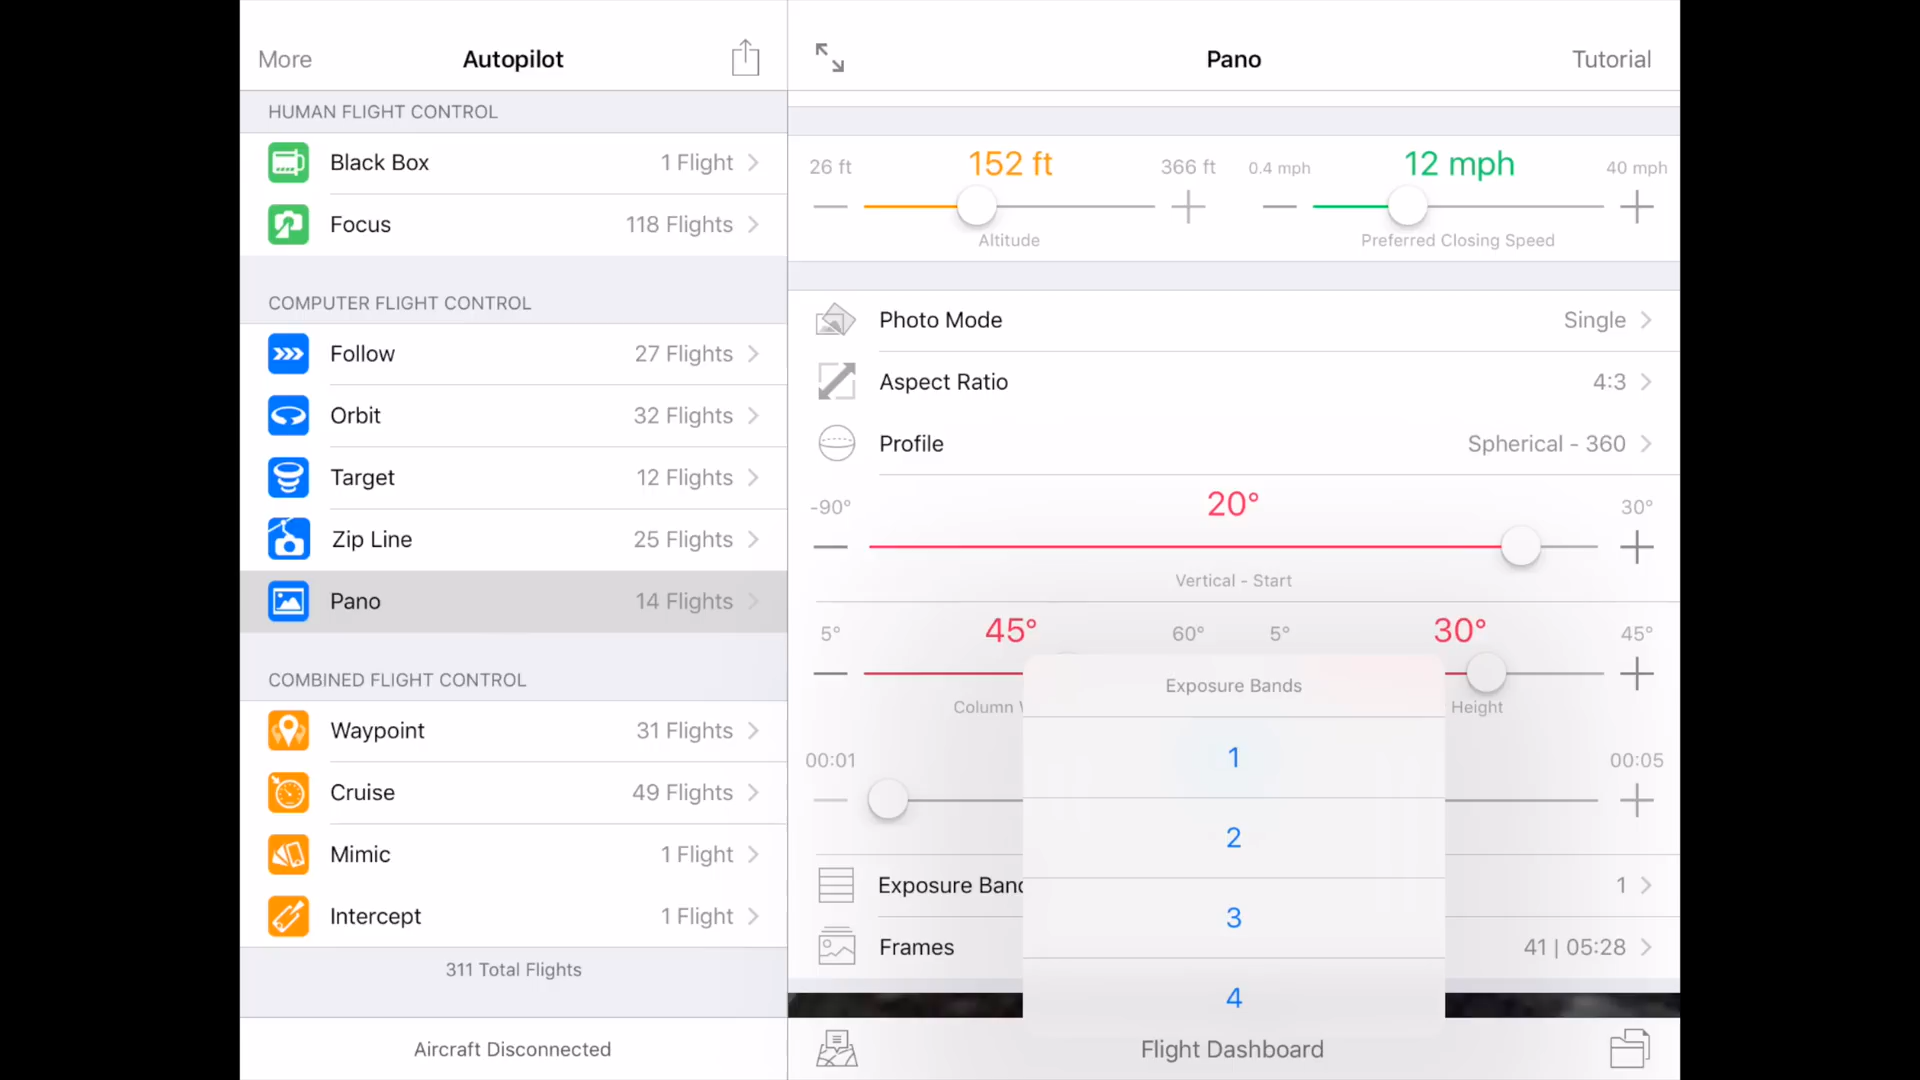 More
Autopilot
HUMAN FLIGHT CONTROL
Black Box 1 Flight
Focus 118 Flights
COMPUTER FLIGHT CONTROL
Follow 27 Flights
Orbit 32 Flights
Target 12 Flights
Zip Line 25 Flights
Pano 14 Flights
COMBINED FLIGHT CONTROL
Waypoint 31 Flights
Cruise 49 Flights
Mimic 1 Flight
Intercept 1 Flight
311 Total Flights
Aircraft Disconnected
Pano
Tutorial
26 ft 152 ft 366 ft
Altitude
0.4 mph 12 mph 40 mph
Preferred Closing Speed
Photo Mode Single
Aspect Ratio 4:3
Profile Spherical - 360
-90° 20° 30°
Vertical - Start
5° 45° 60°
Column
5° 30° 45°
Height
00:01 00:05
Exposure Band 1
Frames 41 | 05:28
Exposure Bands
1
2
3
4
Flight Dashboard